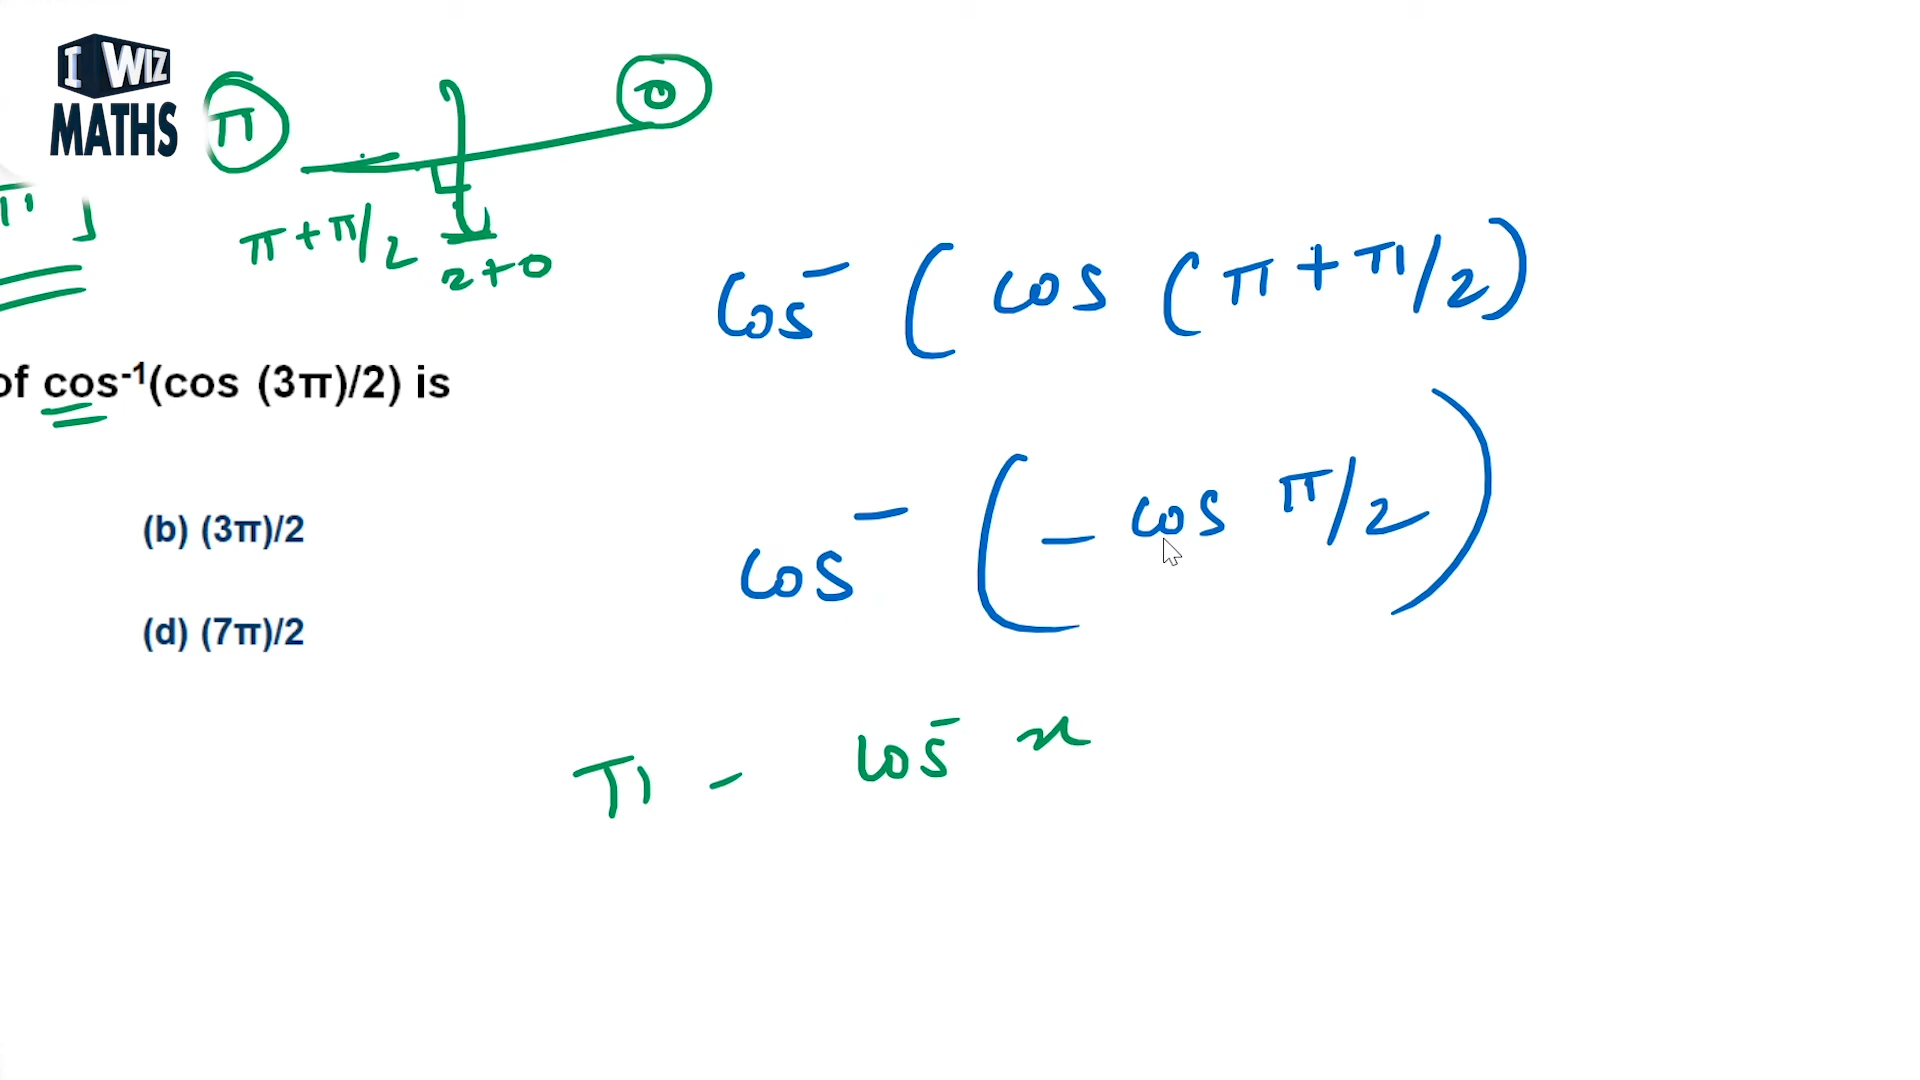 I WIZ
MATHS
π
0
π]
π + π/2
2+0
cos⁻ ( cos ( π + π/2 )
of cos⁻¹(cos (3π)/2) is
(b) (3π)/2
cos⁻ ( - cos π/2 )
(d) (7π)/2
π - cos⁻ x